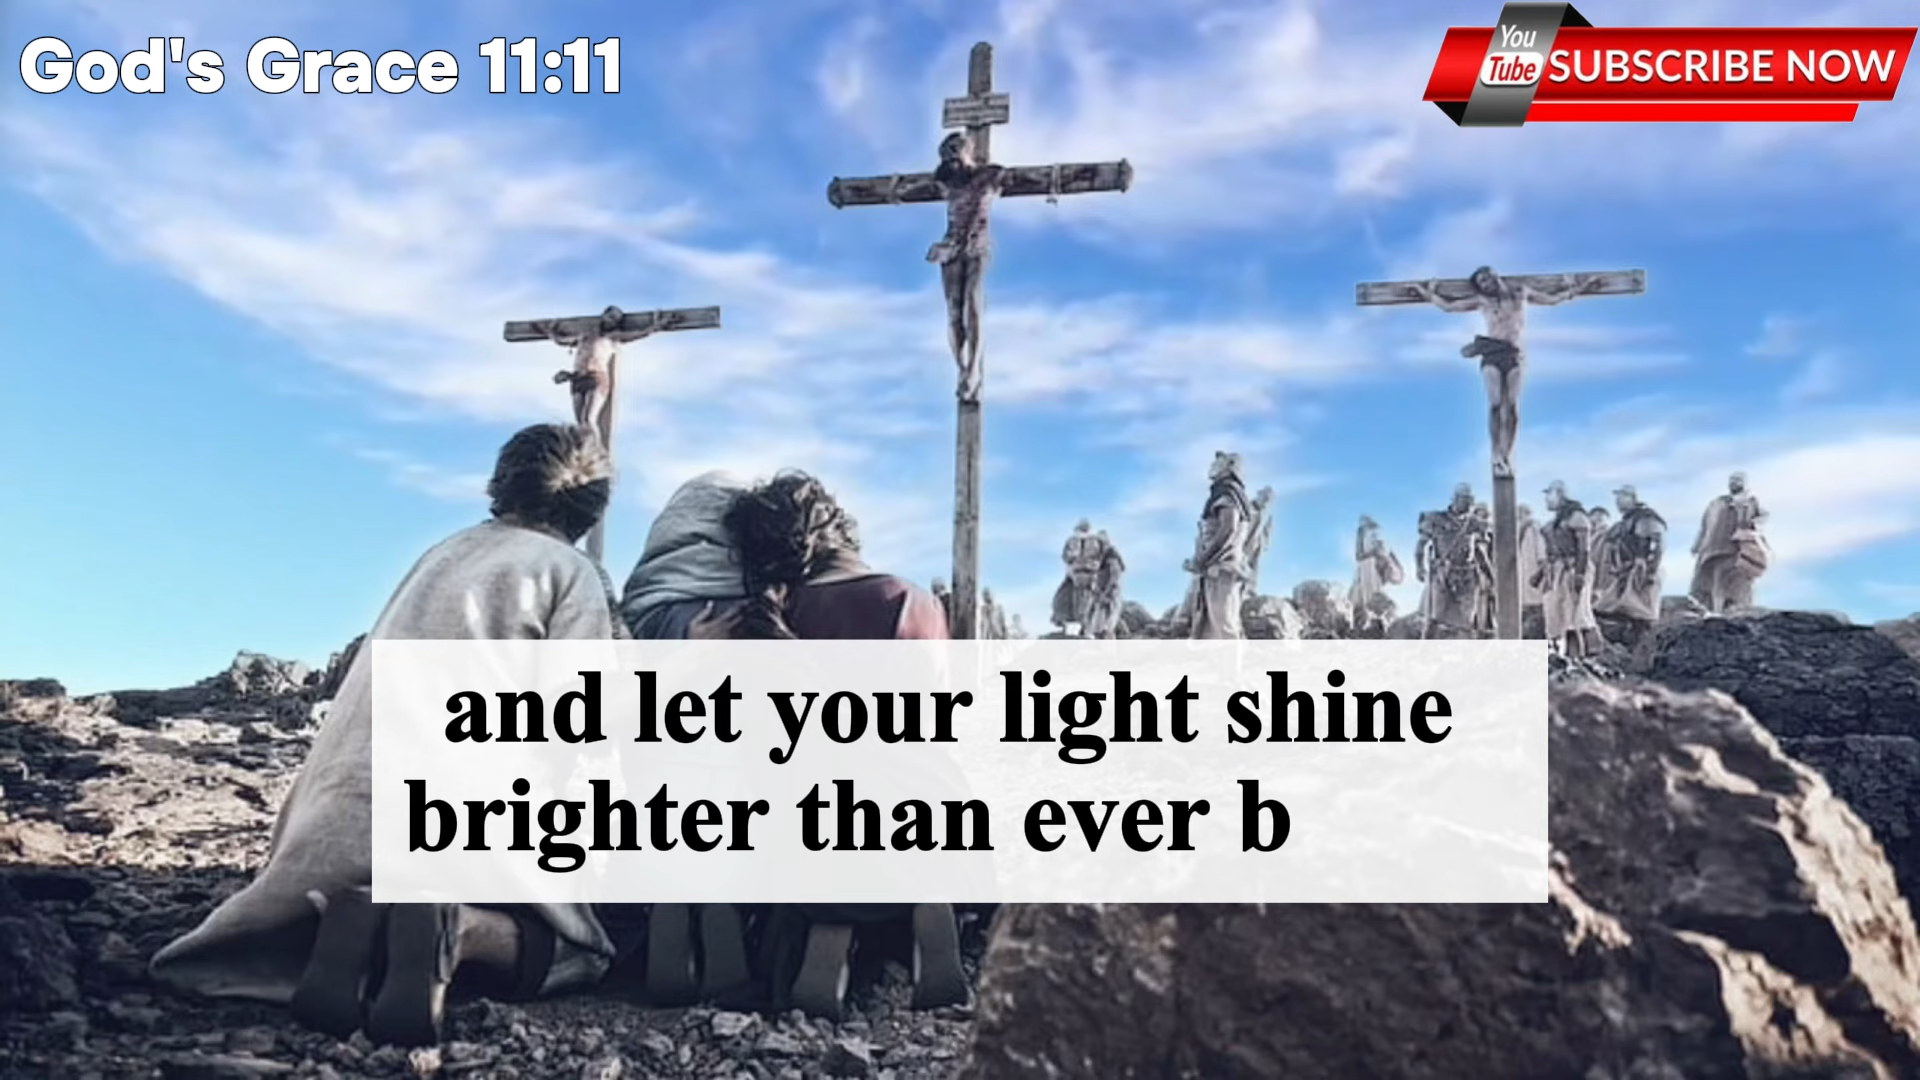 God's Grace 11:11
You
Tube
SUBSCRIBE NOW
and let your light shine
brighter than ever b